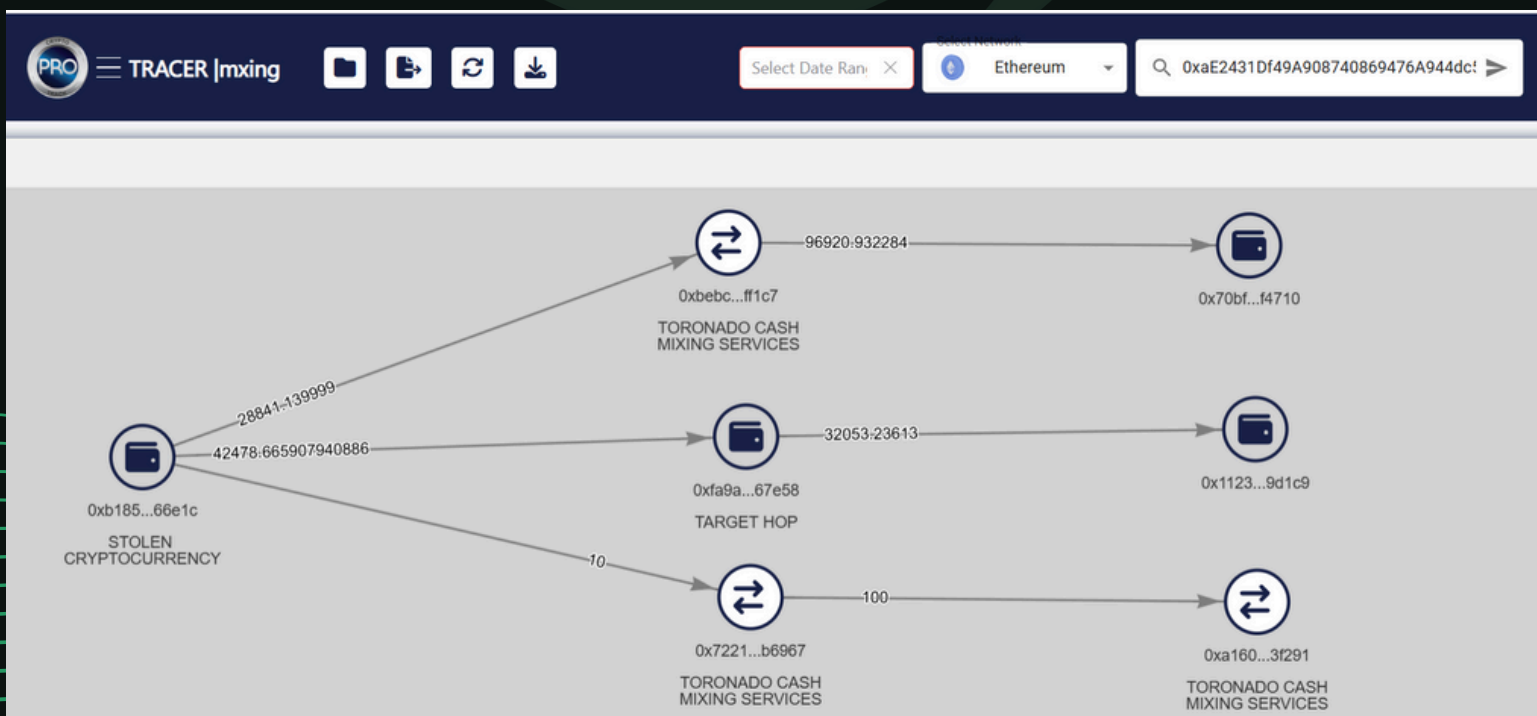 CRYPTO
PRO
TRACER |mxing
Select Date Ran
Select Network
Ethereum
0xaE2431Df49A908740869476A944dc
96920.932284
0xbebc...ff1c7
0x70bf...f4710
TORONADO CASH
MIXING SERVICES
28841.139999
42478.665907940886
32053.23613
0xb185...66e1c
0xfa9a...67e58
0x1123...9d1c9
STOLEN
CRYPTOCURRENCY
TARGET HOP
10
100
0x7221...b6967
0xa160...3f291
TORONADO CASH
MIXING SERVICES
TORONADO CASH
MIXING SERVICES